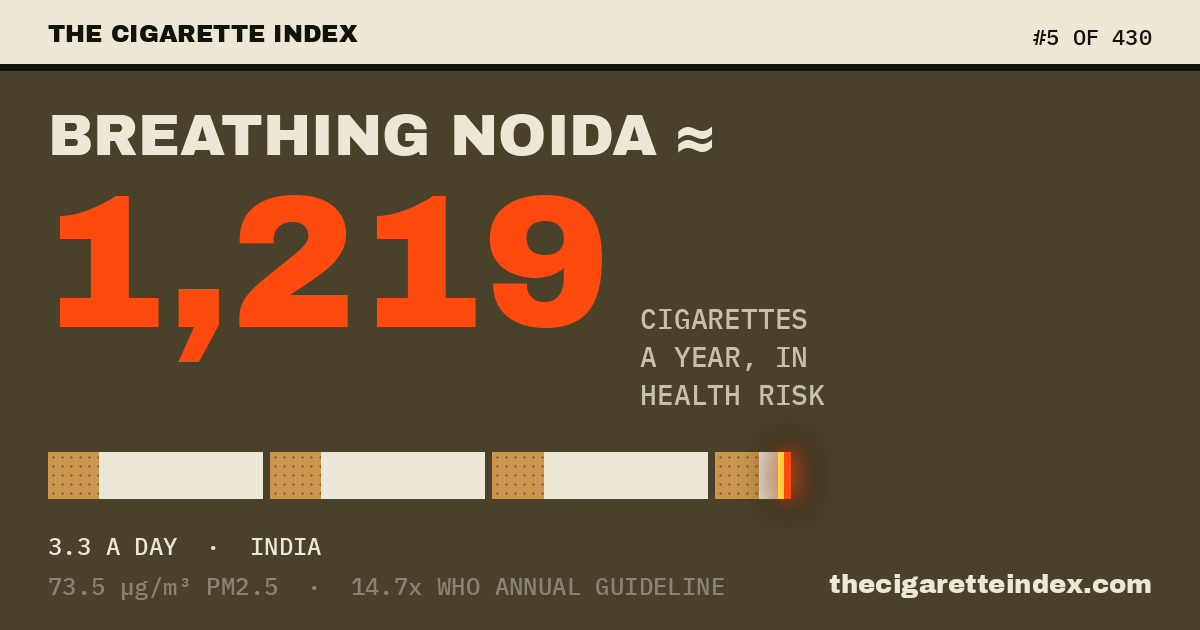 THE CIGARETTE INDEX
#5 OF 430
BREATHING NOIDA ≈
1,219
CIGARETTES
A YEAR, IN
HEALTH RISK
3.3 A DAY · INDIA
73.5 µg/m³ PM2.5 · 14.7x WHO ANNUAL GUIDELINE
thecigaretteindex.com